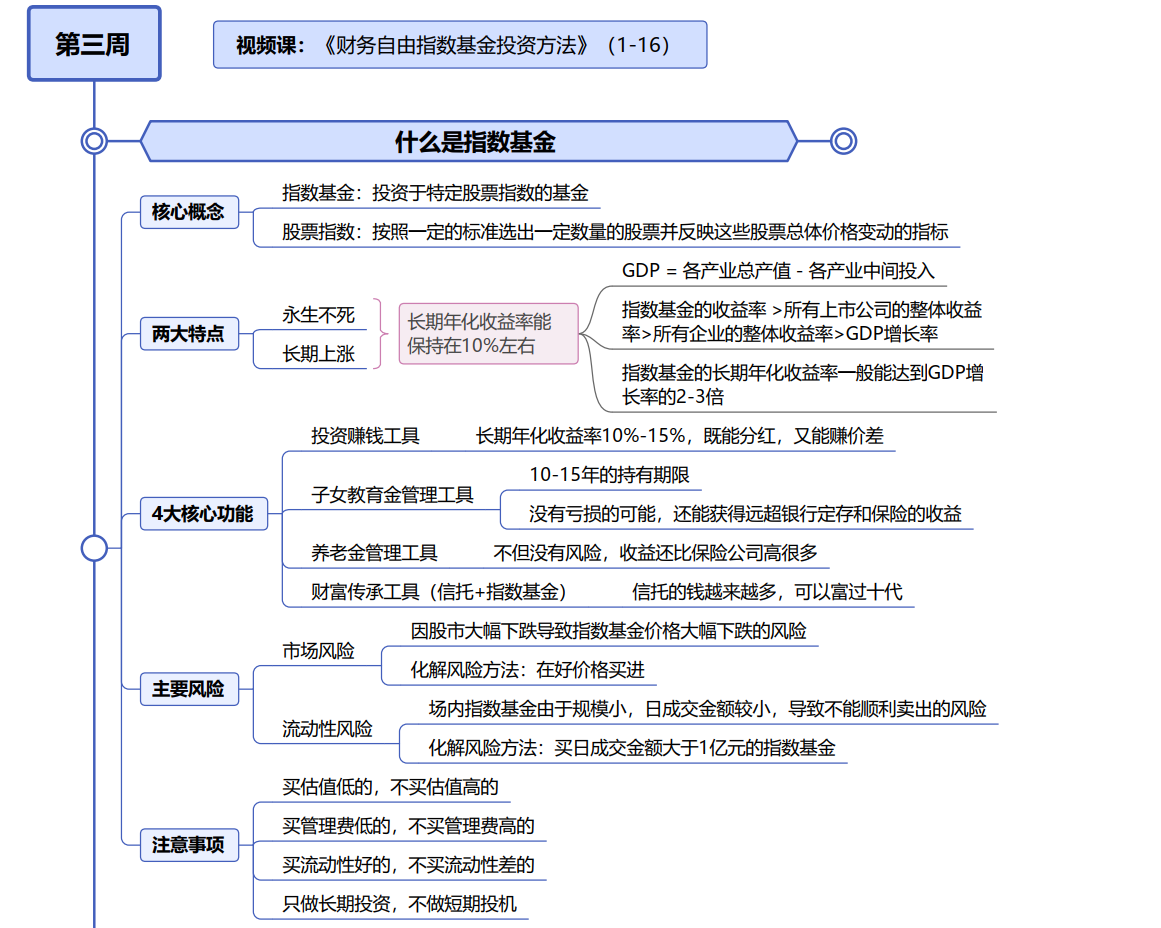 第三周
视频课：《财务自由指数基金投资方法》（1-16）
什么是指数基金
核心概念
指数基金：投资于特定股票指数的基金
股票指数：按照一定的标准选出一定数量的股票并反映这些股票总体价格变动的指标
两大特点
永生不死
长期上涨
长期年化收益率能
保持在10%左右
GDP = 各产业总产值 - 各产业中间投入
指数基金的收益率 >所有上市公司的整体收益
率>所有企业的整体收益率>GDP增长率
指数基金的长期年化收益率一般能达到GDP增
长率的2-3倍
4大核心功能
投资赚钱工具
长期年化收益率10%-15%，既能分红，又能赚价差
子女教育金管理工具
10-15年的持有期限
没有亏损的可能，还能获得远超银行定存和保险的收益
养老金管理工具
不但没有风险，收益还比保险公司高很多
财富传承工具（信托+指数基金）
信托的钱越来越多，可以富过十代
主要风险
市场风险
因股市大幅下跌导致指数基金价格大幅下跌的风险
化解风险方法：在好价格买进
流动性风险
场内指数基金由于规模小，日成交金额较小，导致不能顺利卖出的风险
化解风险方法：买日成交金额大于1亿元的指数基金
注意事项
买估值低的，不买估值高的
买管理费低的，不买管理费高的
买流动性好的，不买流动性差的
只做长期投资，不做短期投机